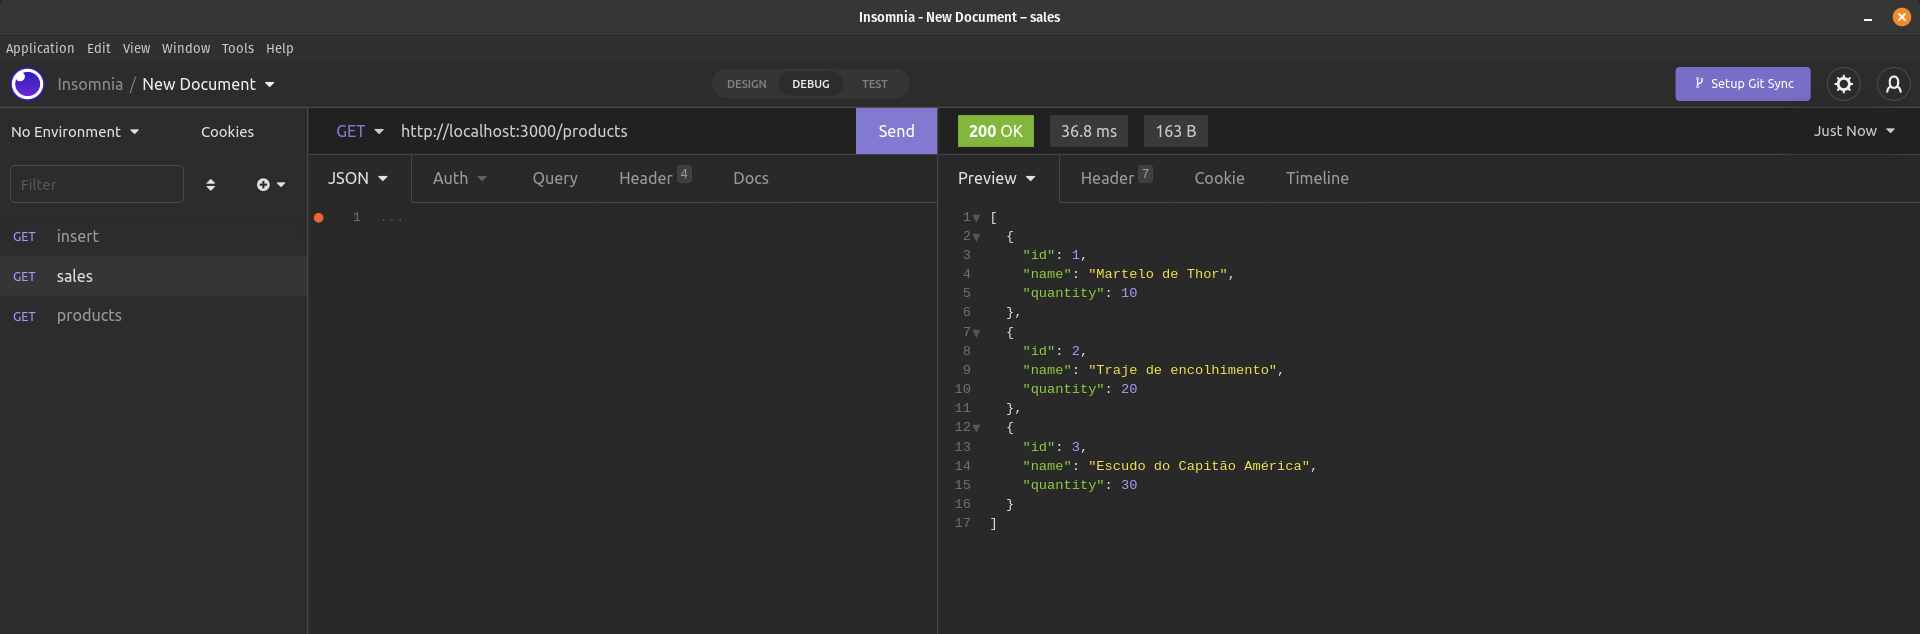 Insomnia - New Document – sales
Application Edit View Window Tools Help
Insomnia / New Document
DESIGN DEBUG TEST
Setup Git Sync
No Environment Cookies
GET http://localhost:3000/products Send
200 OK 36.8 ms 163 B Just Now
Filter
JSON Auth Query Header 4 Docs
Preview Header 7 Cookie Timeline
GET insert
GET sales
GET products
1 ...
1 [
2 {
3 "id": 1,
4 "name": "Martelo de Thor",
5 "quantity": 10
6 },
7 {
8 "id": 2,
9 "name": "Traje de encolhimento",
10 "quantity": 20
11 },
12 {
13 "id": 3,
14 "name": "Escudo do Capitão América",
15 "quantity": 30
16 }
17 ]